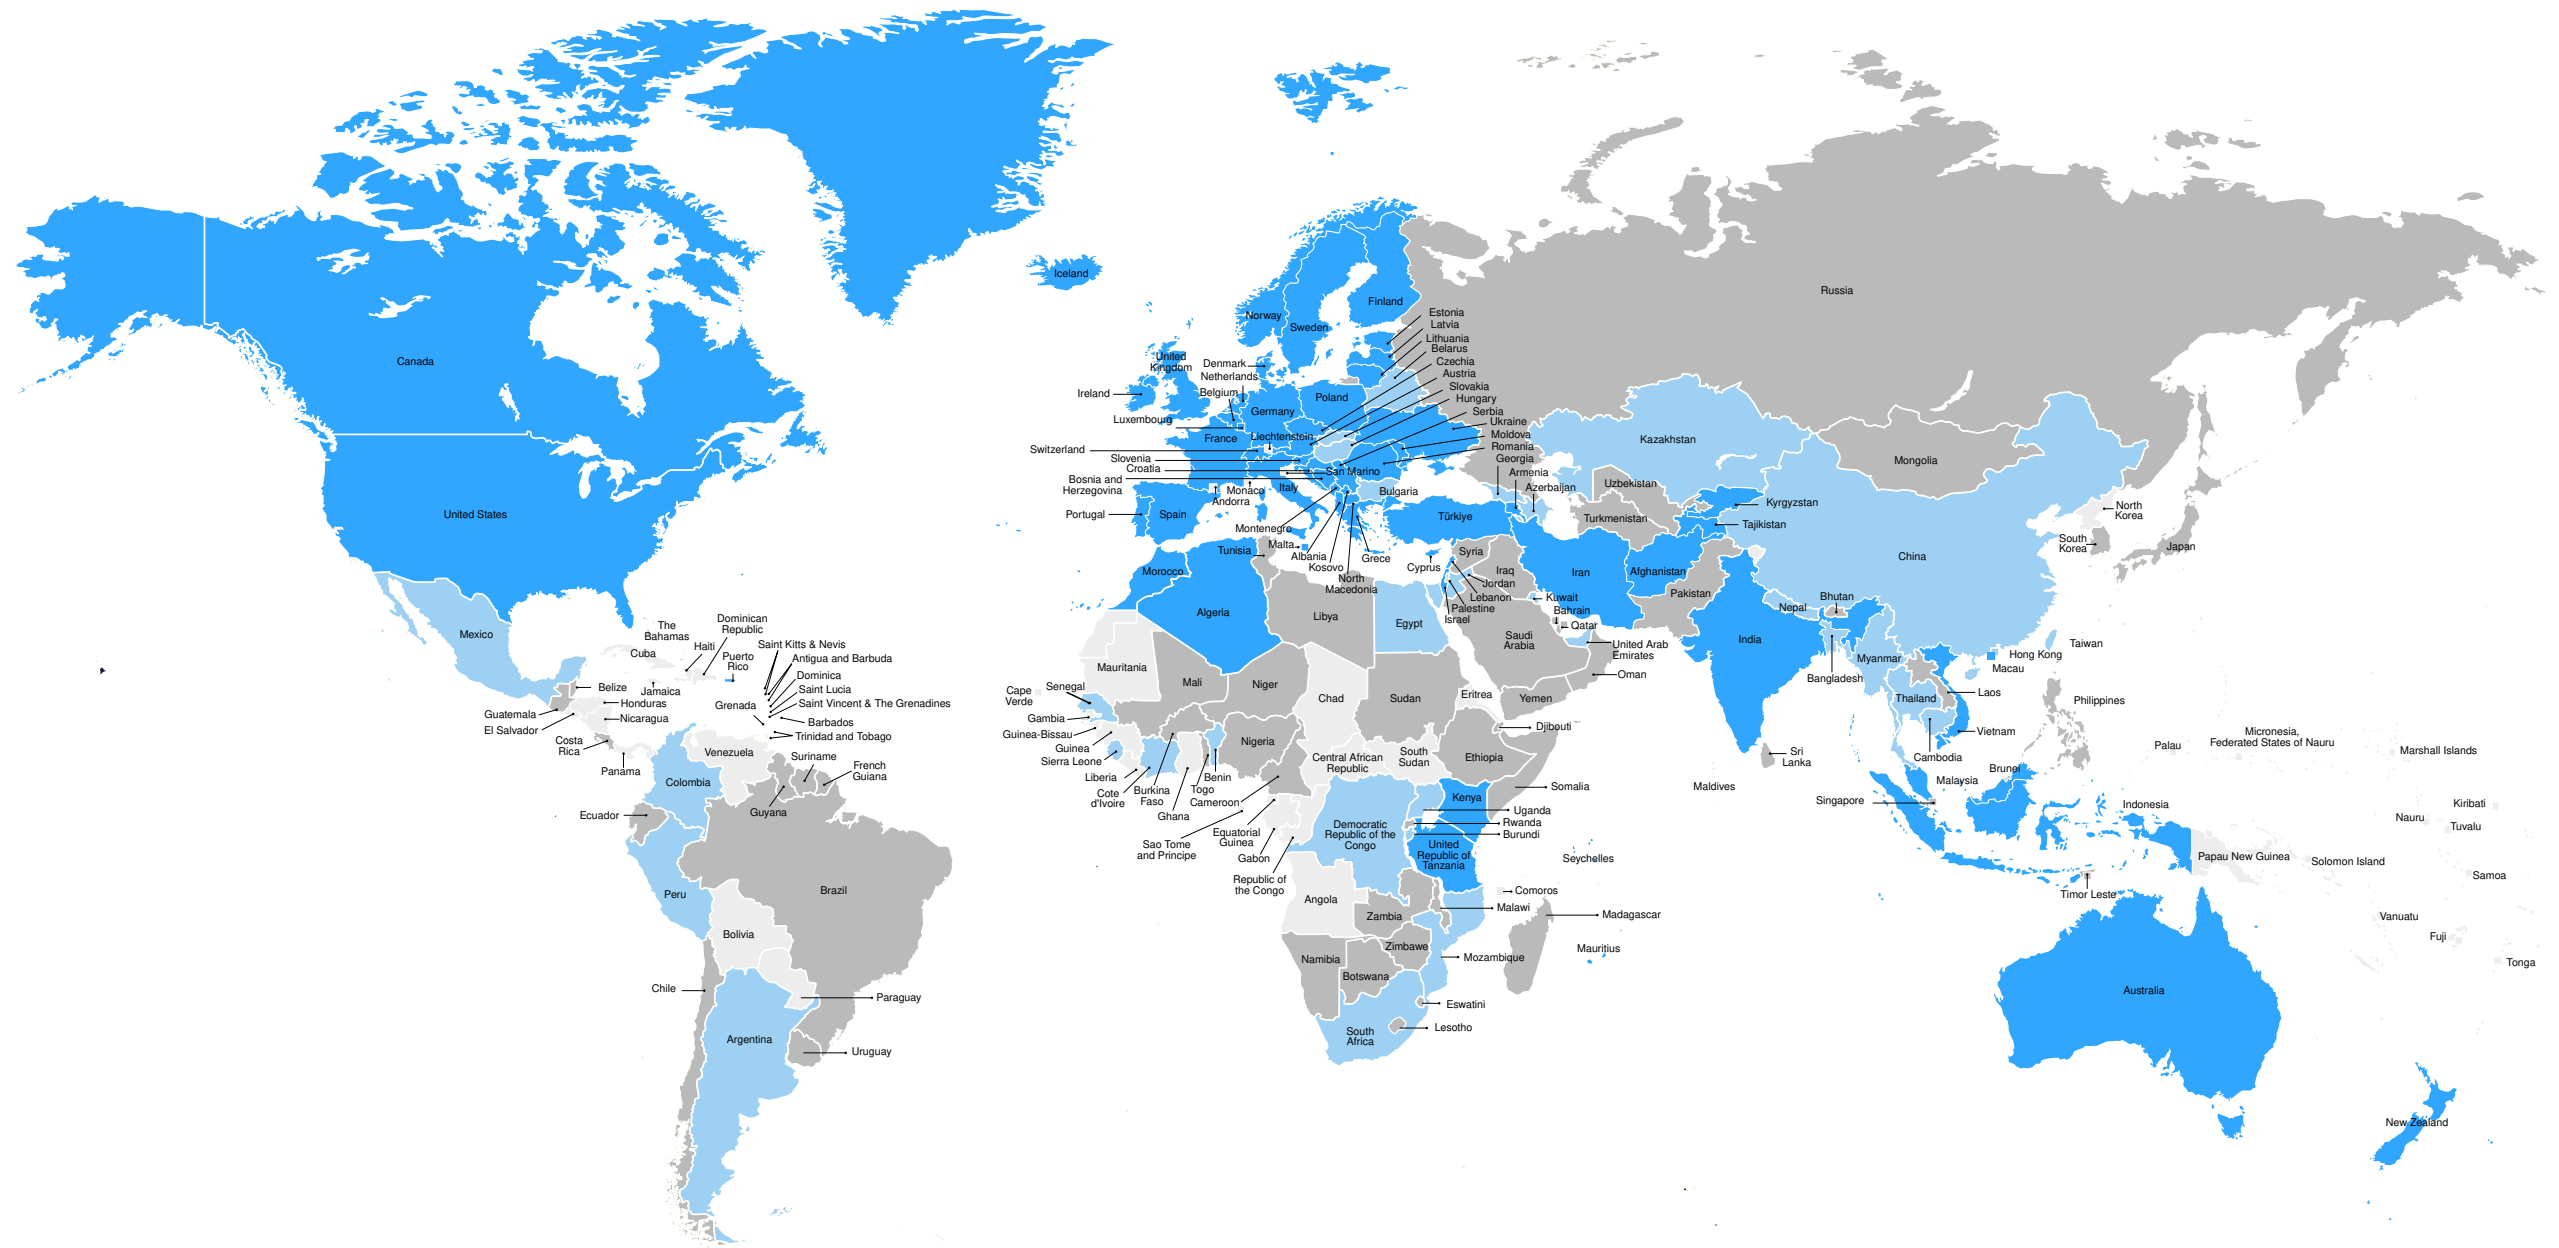 Canada
United States
Mexico
Iceland
Norway
Sweden
Finland
Russia
United
Kingdom
Ireland
Denmark
Netherlands
Belgium
Luxembourg
Germany
Poland
France
Liechtenstein
Switzerland
Slovenia
Croatia
Bosnia and
Herzegovina
Andorra
Monaco
Italy
San Marino
Portugal
Spain
Montenegro
Malta
Albania
Kosovo
North
Macedonia
Greece
Bulgaria
Estonia
Latvia
Lithuania
Belarus
Czechia
Austria
Slovakia
Hungary
Serbia
Ukraine
Moldova
Romania
Georgia
Armenia
Azerbaijan
Türkiye
Cyprus
Syria
Iraq
Jordan
Lebanon
Palestine
Israel
Kuwait
Bahrain
Qatar
Saudi
Arabia
United Arab
Emirates
Oman
Yemen
Iran
Kazakhstan
Uzbekistan
Turkmenistan
Kyrgyzstan
Tajikistan
Afghanistan
Pakistan
India
Nepal
Bhutan
Bangladesh
Sri
Lanka
Maldives
Mongolia
China
North
Korea
South
Korea
Japan
Taiwan
Hong Kong
Macau
Myanmar
Thailand
Laos
Vietnam
Cambodia
Malaysia
Brunei
Singapore
Indonesia
Philippines
Timor Leste
Palau
Micronesia,
Federated States of Nauru
Marshall Islands
Kiribati
Nauru
Tuvalu
Papau New Guinea
Solomon Island
Samoa
Vanuatu
Fuji
Tonga
Australia
New Zealand
The
Bahamas
Cuba
Haiti
Dominican
Republic
Puerto
Rico
Saint Kitts & Nevis
Antigua and Barbuda
Dominica
Saint Lucia
Saint Vincent & The Grenadines
Grenada
Barbados
Trinidad and Tobago
Jamaica
Belize
Honduras
Nicaragua
Guatemala
El Salvador
Costa
Rica
Panama
Venezuela
Colombia
Suriname
French
Guiana
Guyana
Ecuador
Peru
Brazil
Bolivia
Chile
Paraguay
Argentina
Uruguay
Morocco
Algeria
Tunisia
Libya
Egypt
Mauritania
Mali
Niger
Chad
Sudan
Eritrea
Djibouti
Cape
Verde
Senegal
Gambia
Guinea-Bissau
Guinea
Sierra Leone
Liberia
Cote
d'Ivoire
Burkina
Faso
Ghana
Togo
Benin
Nigeria
Cameroon
Sao Tome
and Principe
Equatorial
Guinea
Gabon
Republic of
the Congo
Central African
Republic
South
Sudan
Ethiopia
Somalia
Kenya
Uganda
Rwanda
Burundi
Democratic
Republic of the
Congo
United
Republic of
Tanzania
Seychelles
Comoros
Malawi
Madagascar
Mauritius
Angola
Zambia
Zimbawe
Mozambique
Namibia
Botswana
Eswatini
Lesotho
South
Africa